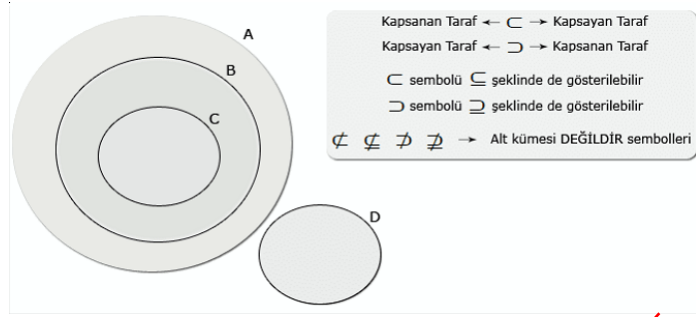 A
B
C
D
Kapsanan Taraf ← ⊂ → Kapsayan Taraf
Kapsayan Taraf ← ⊃ → Kapsanan Taraf
⊂ sembolü ⊆ şeklinde de gösterilebilir
⊃ sembolü ⊇ şeklinde de gösterilebilir
⊄ ⊈ ⊅ ⊉ → Alt kümesi DEĞİLDİR sembolleri